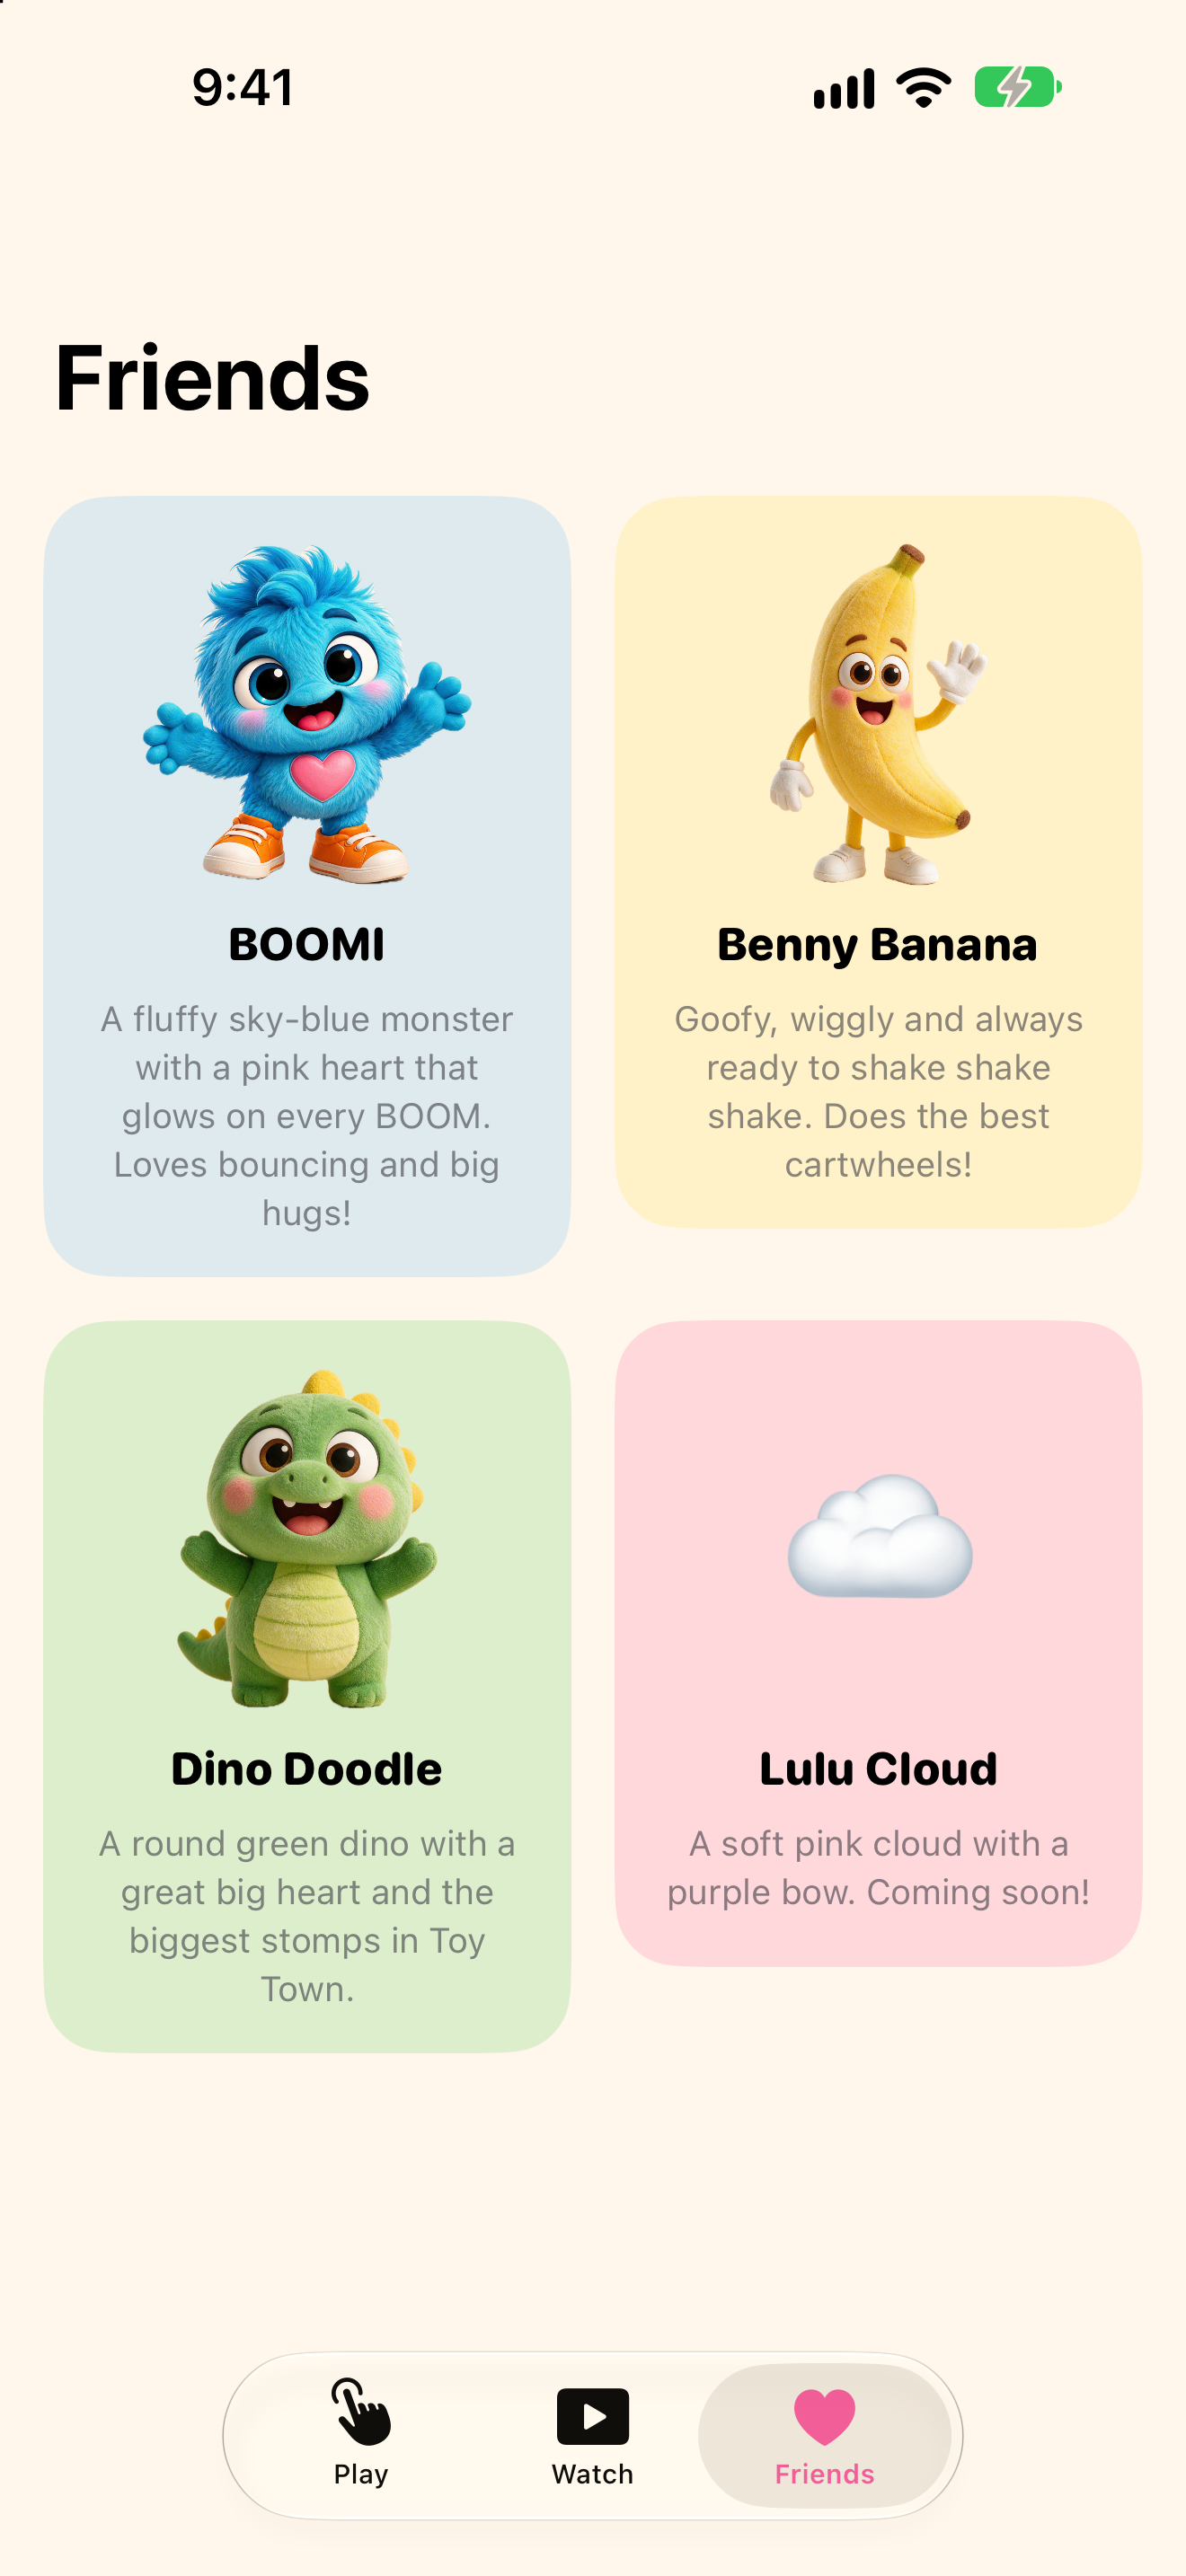 9:41
Friends
BOOMI
A fluffy sky-blue monster
with a pink heart that
glows on every BOOM.
Loves bouncing and big
hugs!
Benny Banana
Goofy, wiggly and always
ready to shake shake
shake. Does the best
cartwheels!
Dino Doodle
A round green dino with a
great big heart and the
biggest stomps in Toy
Town.
Lulu Cloud
A soft pink cloud with a
purple bow. Coming soon!
Play
Watch
Friends